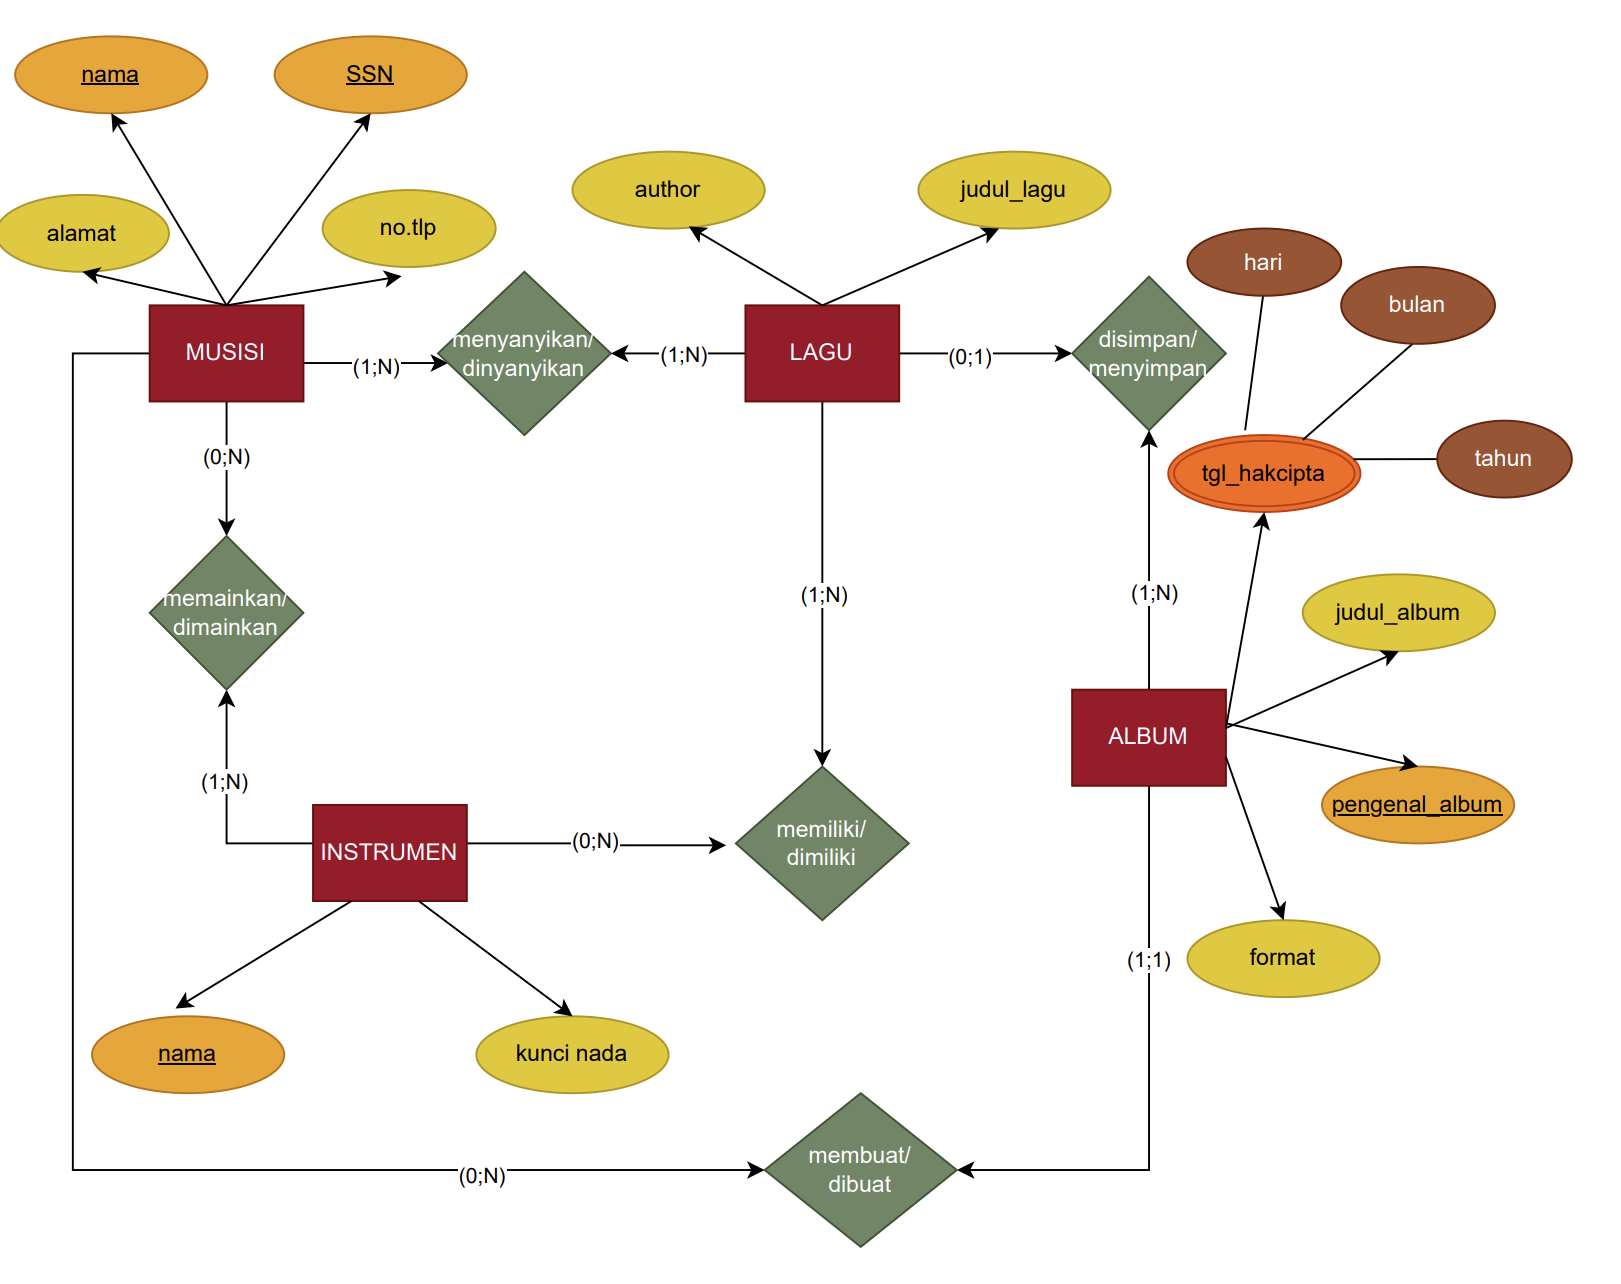 nama
SSN
alamat
no.tlp
author
judul_lagu
hari
bulan
tahun
tgl_hakcipta
MUSISI
(1;N)
menyanyikan/
dinyanyikan
(1;N)
LAGU
(0;1)
disimpan/
menyimpan
(0;N)
memainkan/
dimainkan
(1;N)
(1;N)
(1;N)
judul_album
ALBUM
pengenal_album
format
INSTRUMEN
(0;N)
memiliki/
dimiliki
(1;1)
nama
kunci nada
(0;N)
membuat/
dibuat